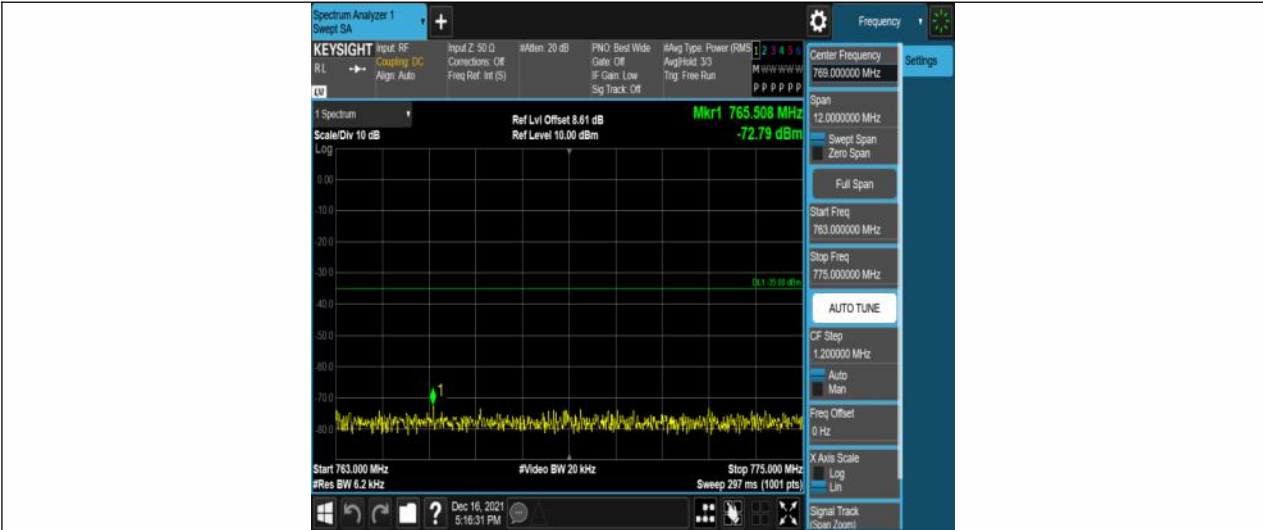 Spectrum Analyzer 1
Swept SA
+
Frequency
KEYSIGHT
RL
LW
Input: RF
Coupling: DC
Align: Auto
Input Z: 50 Ω
Corrections: Off
Freq Ref: Int (S)
#Atten: 20 dB
PNO: Best Wide
Gate: Off
IF Gain: Low
Sig Track: Off
#Avg Type: Power (RMS
Avg|Hold: 3/3
Trig: Free Run
1 2 3 4 5 6
M W W W W W
P P P P P P
1 Spectrum
Scale/Div 10 dB
Log
Ref Lvl Offset 8.61 dB
Ref Level 10.00 dBm
Mkr1 765.508 MHz
-72.79 dBm
0.00
-10.0
-20.0
-30.0
DL1 -35.00 dBm
-40.0
-50.0
-60.0
-70.0
1
-80.0
Start 763.000 MHz
#Res BW 6.2 kHz
#Video BW 20 kHz
Stop 775.000 MHz
Sweep 297 ms (1001 pts)
Dec 16, 2021
5:16:31 PM
?
Center Frequency
769.000000 MHz
Settings
Span
12.0000000 MHz
Swept Span
Zero Span
Full Span
Start Freq
763.000000 MHz
Stop Freq
775.000000 MHz
AUTO TUNE
CF Step
1.200000 MHz
Auto
Man
Freq Offset
0 Hz
X Axis Scale
Log
Lin
Signal Track
(Span Zoom)